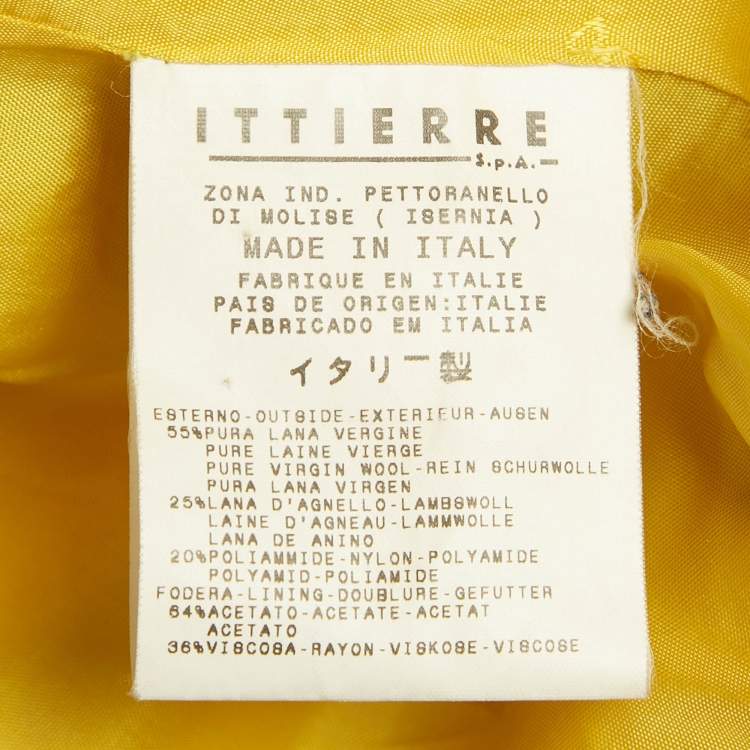 ITTIERRE
S.p.A.
ZONA IND. PETTORANELLO
DI MOLISE ( ISERNIA )
MADE IN ITALY
FABRIQUE EN ITALIE
PAIS DE ORIGEN:ITALIE
FABRICADO EM ITALIA
イタリー製
ESTERNO-OUTSIDE-EXTERIEUR-AUSEN
55%PURA LANA VERGINE
PURE LAINE VIERGE
PURE VIRGIN WOOL-REIN SCHURWOLLE
PURA LANA VIRGEN
25%LANA D'AGNELLO-LAMBSWOLL
LAINE D'AGNEAU-LAMMWOLLE
LANA DE ANINO
20%POLIAMMIDE-NYLON-POLYAMIDE
POLYAMID-POLIAMIDE
FODERA-LINING-DOUBLURE-GEFUTTER
64%ACETATO-ACETATE-ACETAT
ACETATO
36%VISCOSA-RAYON-VISKOSE-VISCOSE